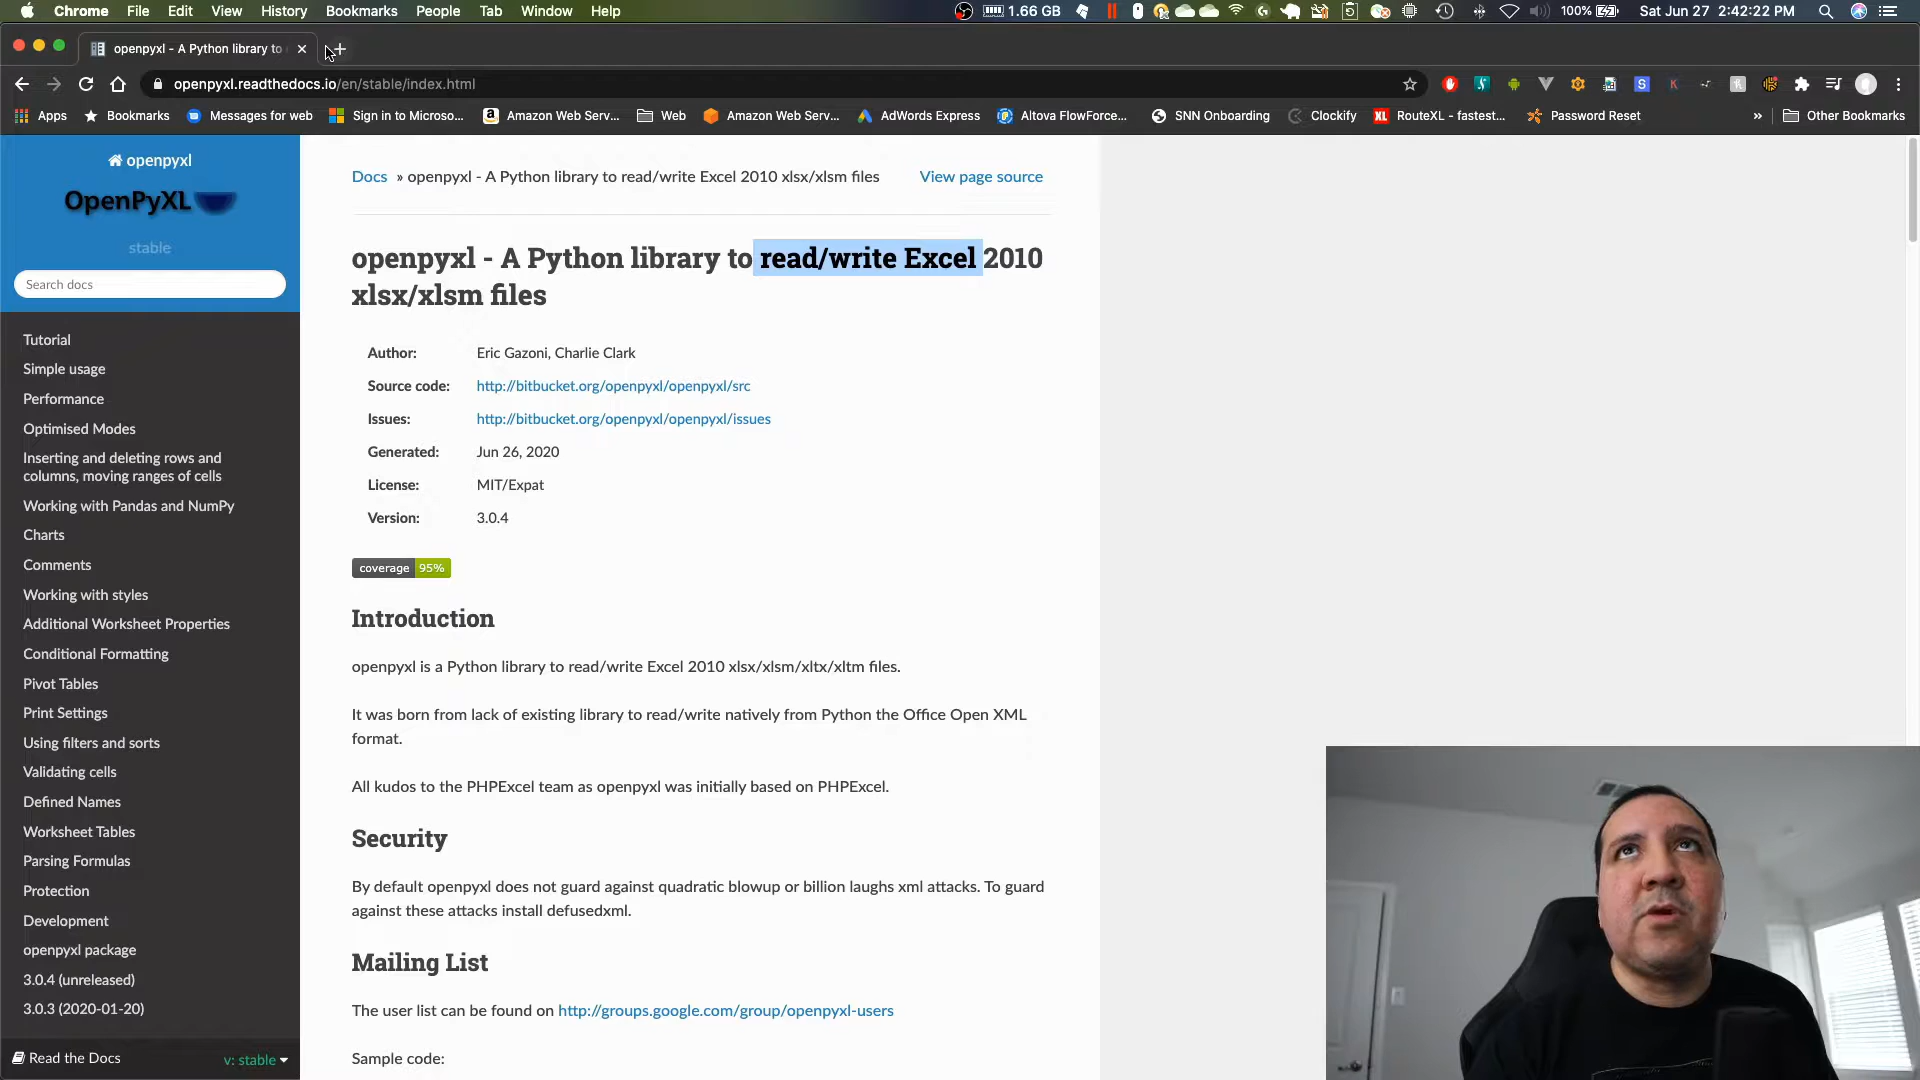 Chrome File Edit View History Bookmarks People Tab Window Help 1.66 GB 100% Sat Jun 27 2:42:22 PM
openpyxl - A Python library to
openpyxl.readthedocs.io/en/stable/index.html
Apps Bookmarks Messages for web Sign in to Microso... Amazon Web Serv... Web Amazon Web Serv... AdWords Express Altova FlowForce... SNN Onboarding Clockify XL RouteXL - fastest... Password Reset » Other Bookmarks
openpyxl
OpenPyXL
stable
Search docs
Tutorial
Simple usage
Performance
Optimised Modes
Inserting and deleting rows and
columns, moving ranges of cells
Working with Pandas and NumPy
Charts
Comments
Working with styles
Additional Worksheet Properties
Conditional Formatting
Pivot Tables
Print Settings
Using filters and sorts
Validating cells
Defined Names
Worksheet Tables
Parsing Formulas
Protection
Development
openpyxl package
3.0.4 (unreleased)
3.0.3 (2020-01-20)
Read the Docs v: stable
Docs » openpyxl - A Python library to read/write Excel 2010 xlsx/xlsm files View page source
openpyxl - A Python library to read/write Excel 2010
xlsx/xlsm files
Author: Eric Gazoni, Charlie Clark
Source code: http://bitbucket.org/openpyxl/openpyxl/src
Issues: http://bitbucket.org/openpyxl/openpyxl/issues
Generated: Jun 26, 2020
License: MIT/Expat
Version: 3.0.4
coverage 95%
Introduction
openpyxl is a Python library to read/write Excel 2010 xlsx/xlsm/xltx/xltm files.
It was born from lack of existing library to read/write natively from Python the Office Open XML
format.
All kudos to the PHPExcel team as openpyxl was initially based on PHPExcel.
Security
By default openpyxl does not guard against quadratic blowup or billion laughs xml attacks. To guard
against these attacks install defusedxml.
Mailing List
The user list can be found on http://groups.google.com/group/openpyxl-users
Sample code: